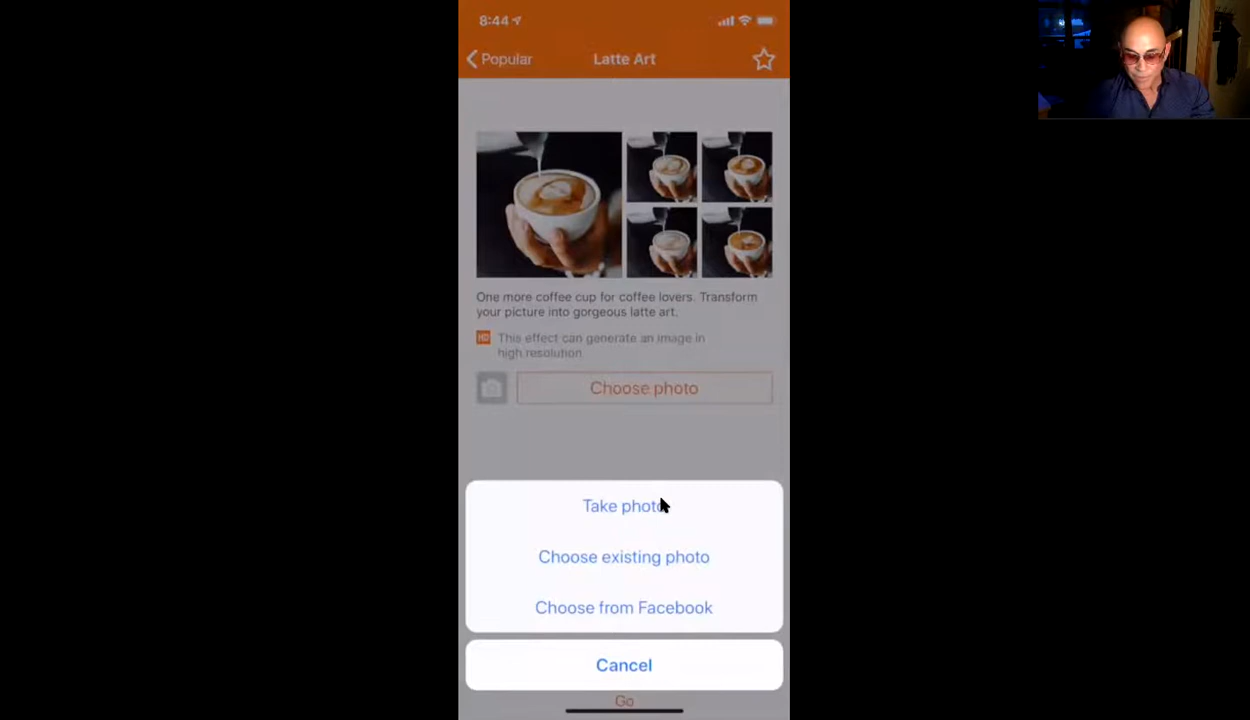 8:44
Popular
Latte Art
One more coffee cup for coffee lovers. Transform
your picture into gorgeous latte art.
HD
This effect can generate an image in
high resolution
Choose photo
Take photo
Choose existing photo
Choose from Facebook
Cancel
Go